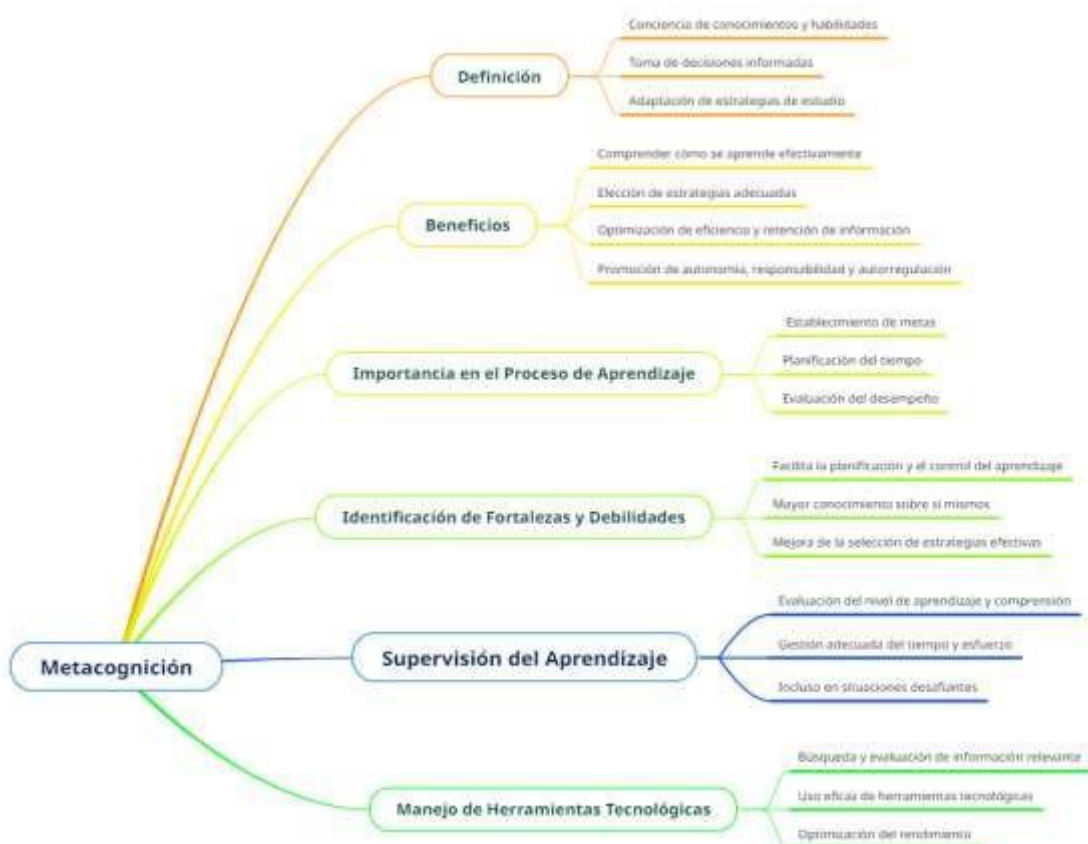 Definición
Conciencia de conocimientos y habilidades
Toma de decisiones informadas
Adaptación de estrategias de estudio
Beneficios
Comprender cómo se aprende efectivamente
Elección de estrategias adecuadas
Optimización de eficiencia y retención de información
Promoción de autonomía, responsabilidad y autorregulación
Importancia en el Proceso de Aprendizaje
Establecimiento de metas
Planificación del tiempo
Evaluación del desempeño
Identificación de Fortalezas y Debilidades
Facilita la planificación y el control del aprendizaje
Mayor conocimiento sobre sí mismos
Mejora de la selección de estrategias efectivas
Metacognición
Supervisión del Aprendizaje
Evaluación del nivel de aprendizaje y comprensión
Gestión adecuada del tiempo y esfuerzo
Incluso en situaciones desafiantes
Manejo de Herramientas Tecnológicas
Búsqueda y evaluación de información relevante
Uso eficaz de herramientas tecnológicas
Optimización del rendimiento